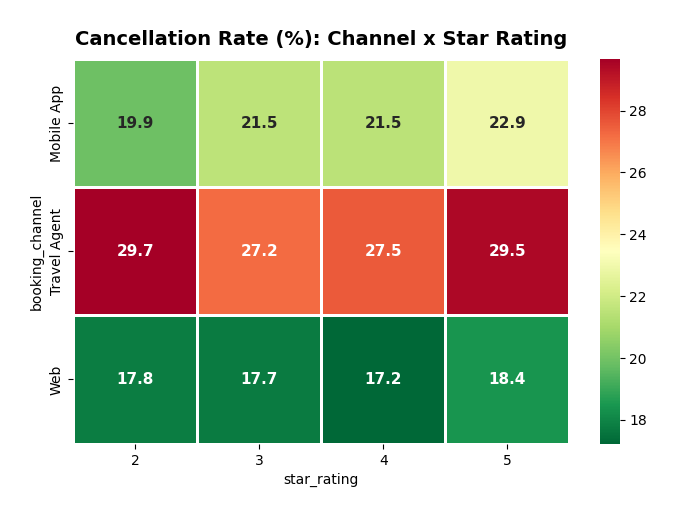 Cancellation Rate (%): Channel x Star Rating
booking_channel
Mobile App
19.9 21.5 21.5 22.9
Travel Agent
29.7 27.2 27.5 29.5
Web
17.8 17.7 17.2 18.4
2 3 4 5
star_rating
28
26
24
22
20
18